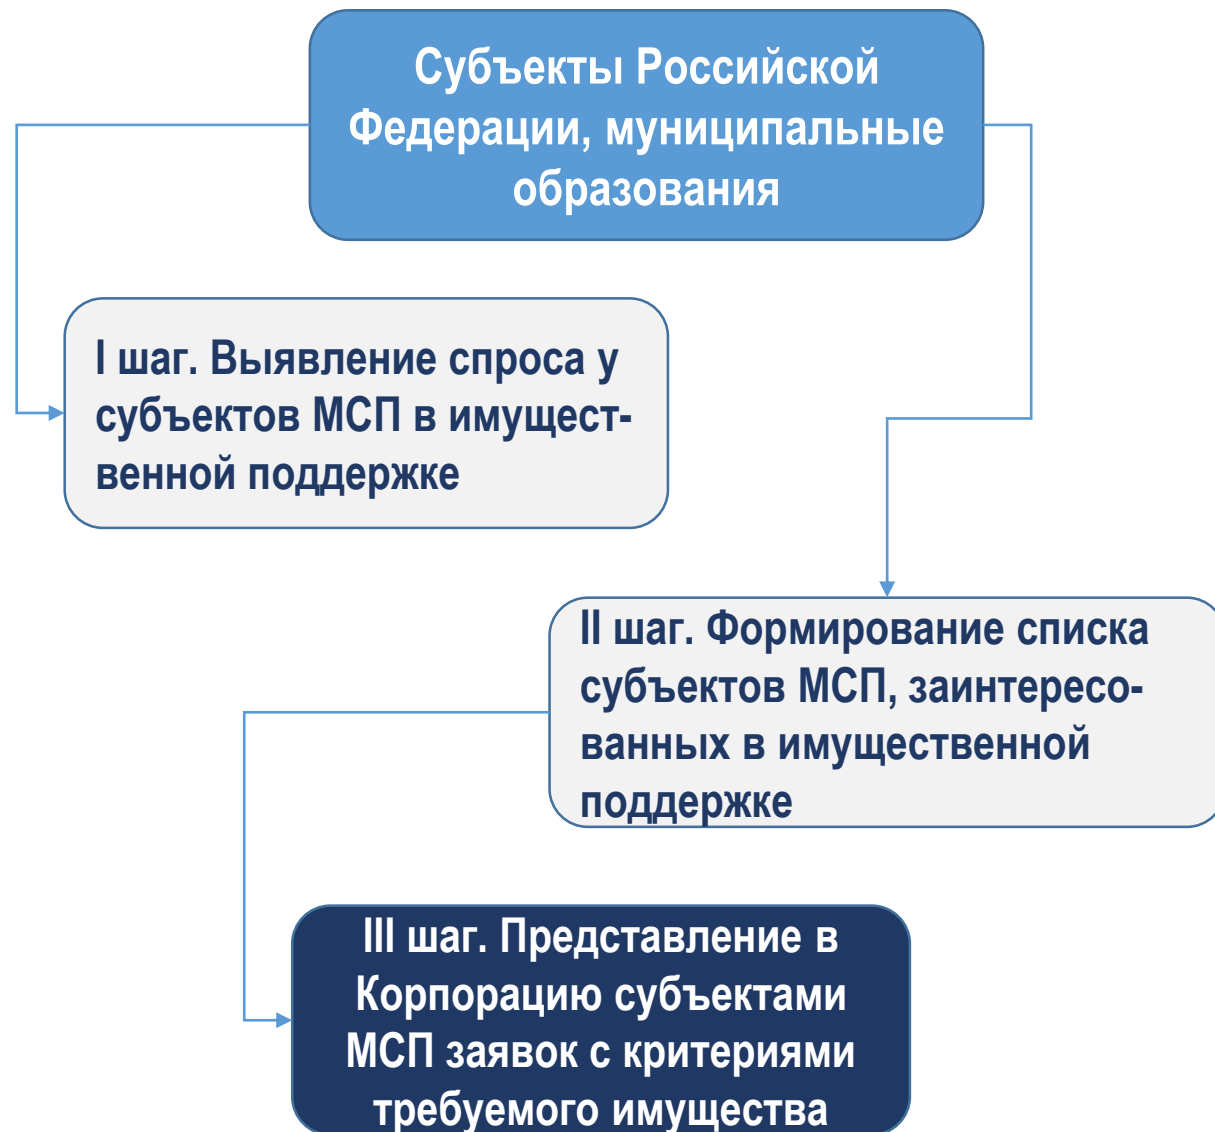 Субъекты Российской
Федерации, муниципальные
образования
I шаг. Выявление спроса у
субъектов МСП в имущест-
венной поддержке
II шаг. Формирование списка
субъектов МСП, заинтересо-
ванных в имущественной
поддержке
III шаг. Представление в
Корпорацию субъектами
МСП заявок с критериями
требуемого имущества